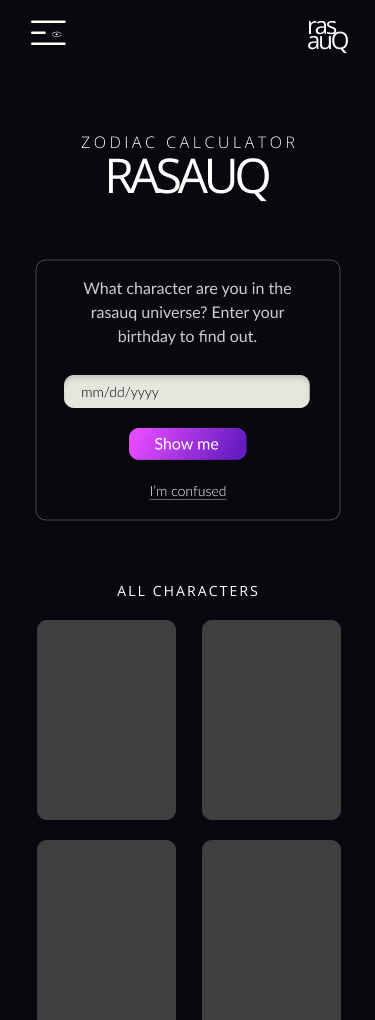 ras
auQ
ZODIAC CALCULATOR
RASAUQ
What character are you in the
rasauq universe? Enter your
birthday to find out.
mm/dd/yyyy
Show me
I'm confused
ALL CHARACTERS